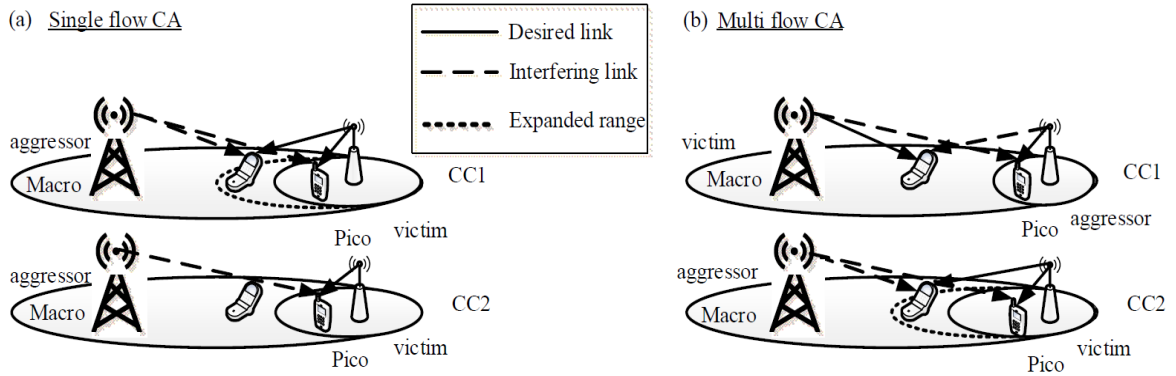 (a) Single flow CA
Desired link
Interfering link
Expanded range
(b) Multi flow CA
aggressor
Macro
CC1
Pico
victim
aggressor
Macro
CC2
Pico
victim
victim
Macro
CC1
Pico
aggressor
aggressor
Macro
CC2
Pico
victim